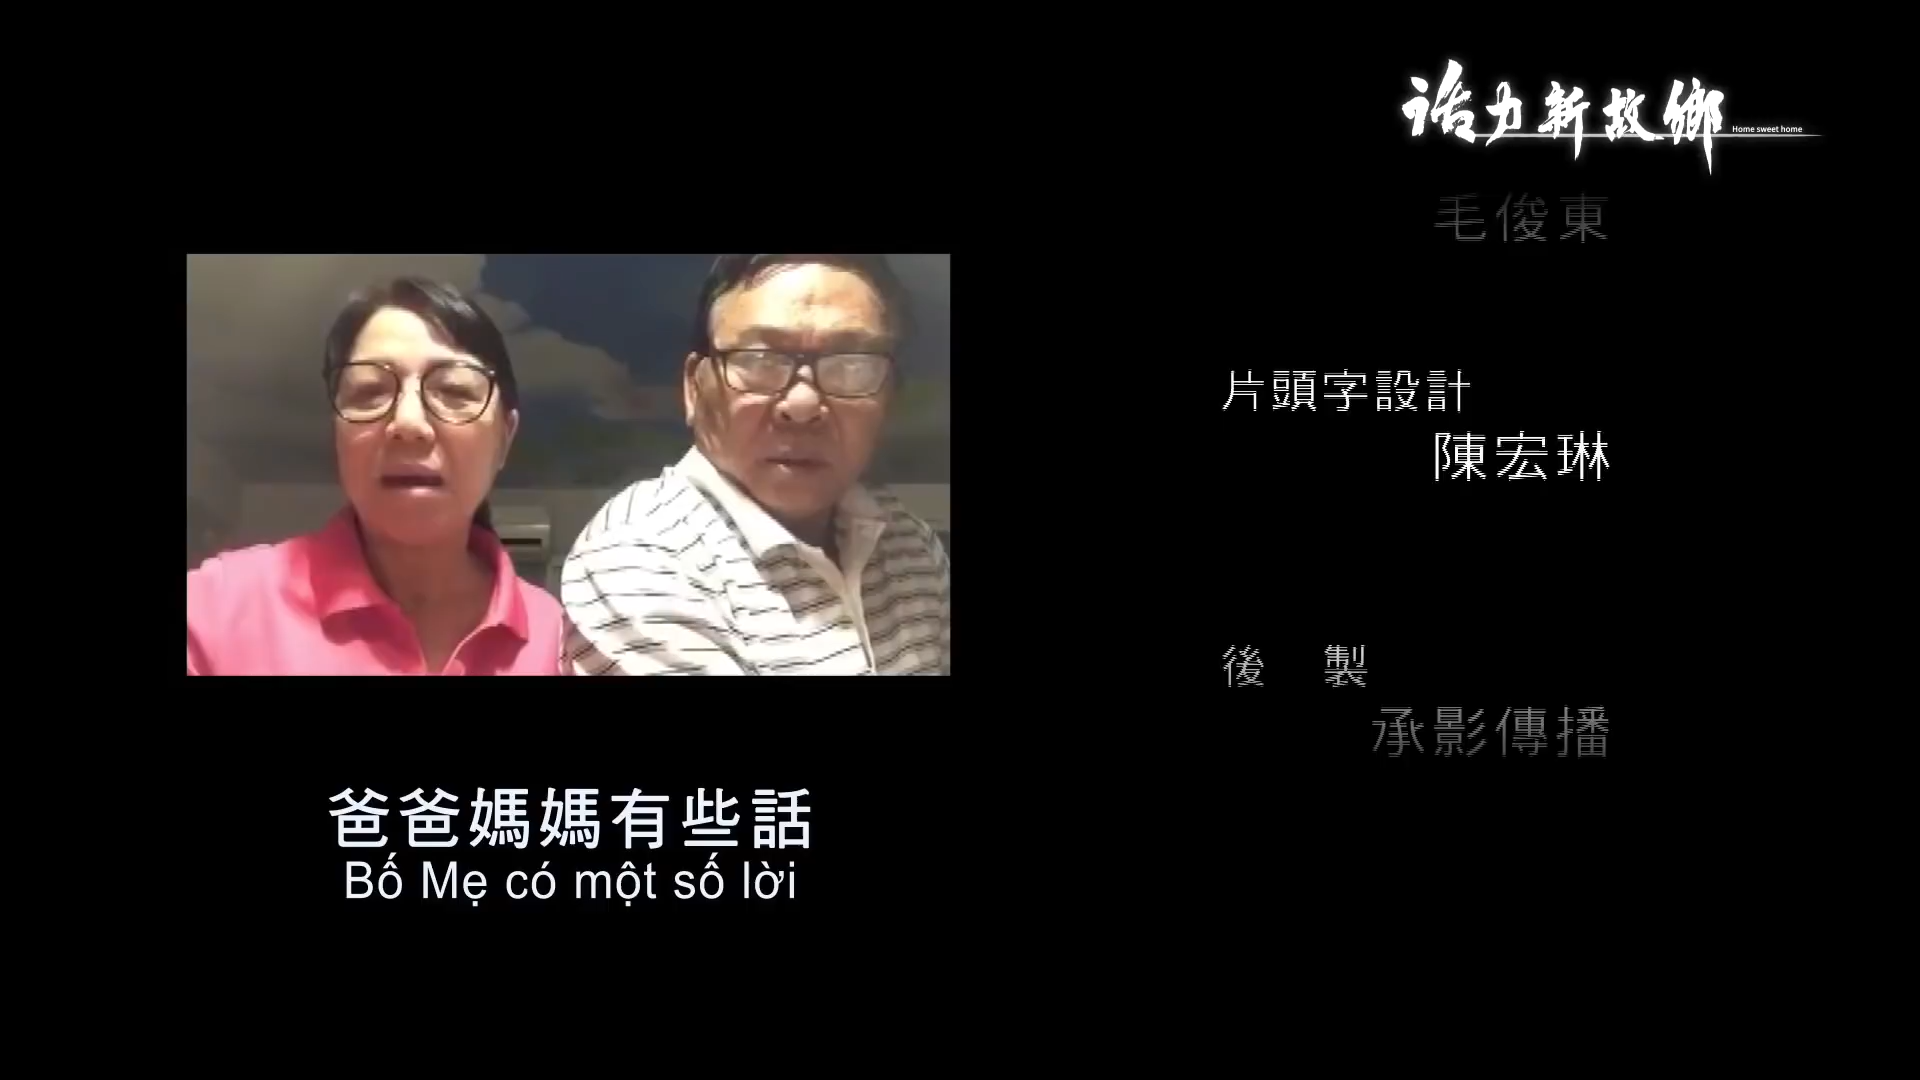 活力新故鄉
Home sweet home
毛俊東
片頭字設計
陳宏琳
後 製
承影傳播
爸爸媽媽有些話
Bố Mẹ có một số lời